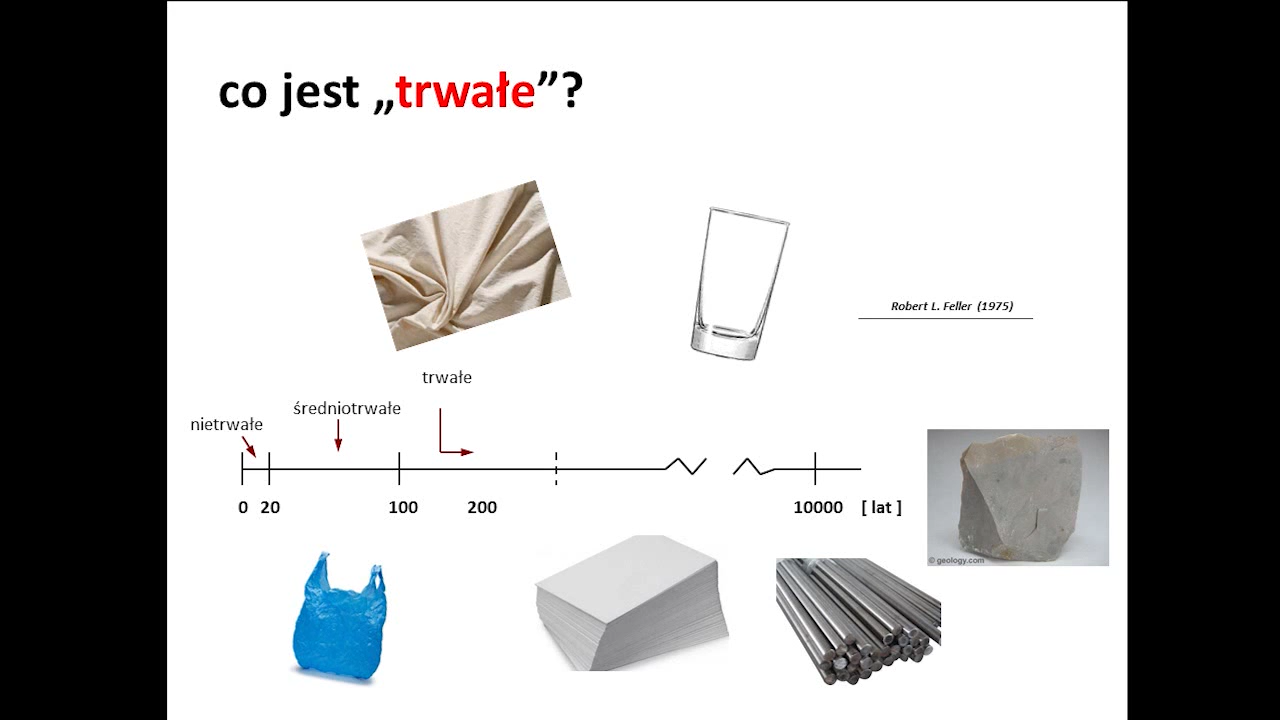 co jest „trwałe”?
Robert L. Feller (1975)
trwałe
średniotrwałe
nietrwałe
0 20 100 200 10000 [ lat ]
© geology.com